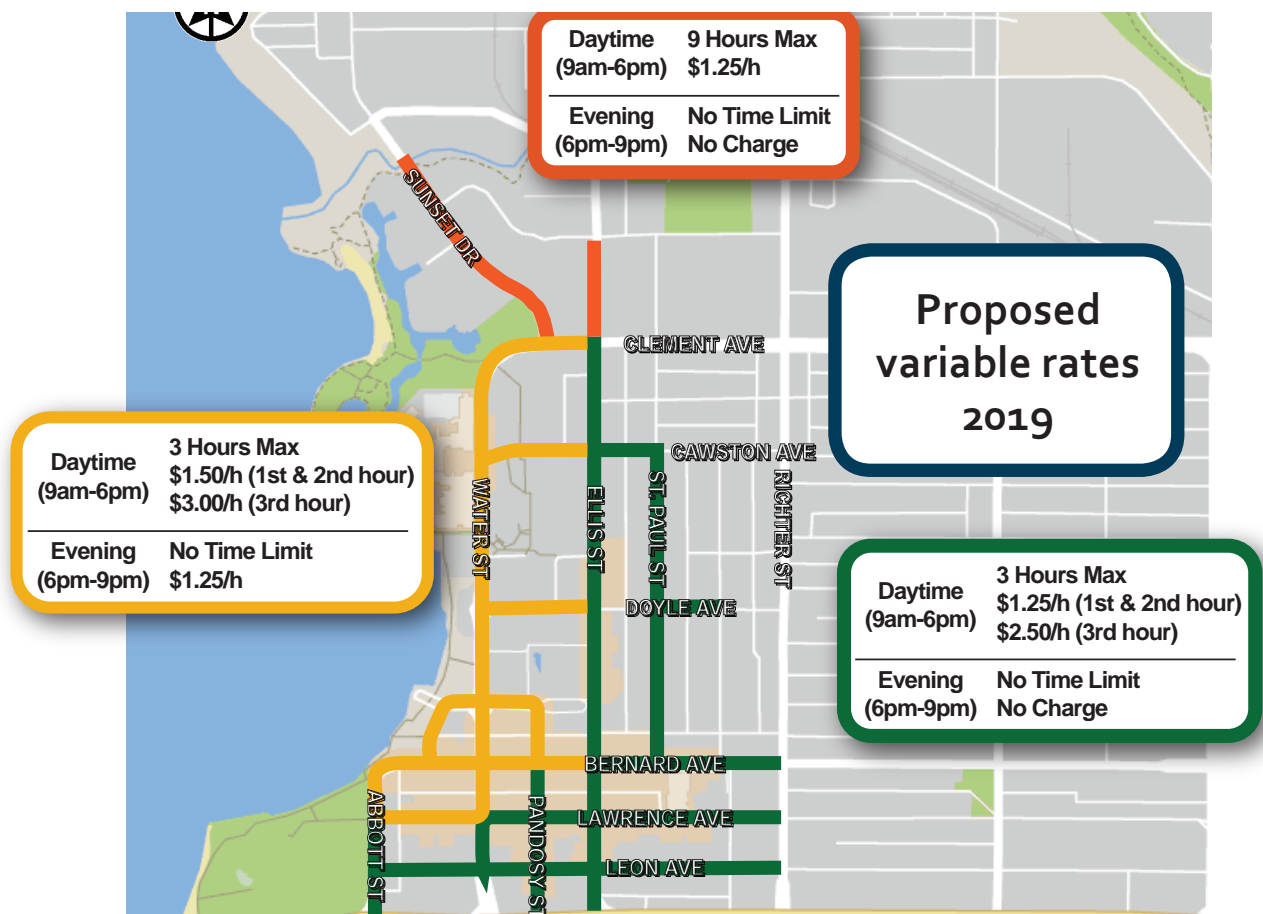 Daytime 9 Hours Max
(9am-6pm) $1.25/h
Evening No Time Limit
(6pm-9pm) No Charge
SUNSET DR
Proposed
variable rates
2019
CLEMENT AVE
Daytime
(9am-6pm)
3 Hours Max
$1.50/h (1st & 2nd hour)
$3.00/h (3rd hour)
Evening No Time Limit
(6pm-9pm) $1.25/h
CAWSTON AVE
WATER ST
ELLIS ST
ST. PAUL ST
RICHTER ST
Daytime
(9am-6pm)
3 Hours Max
$1.25/h (1st & 2nd hour)
$2.50/h (3rd hour)
Evening No Time Limit
(6pm-9pm) No Charge
DOYLE AVE
BERNARD AVE
ABBOTT ST
PANDOSY ST
LAWRENCE AVE
LEON AVE